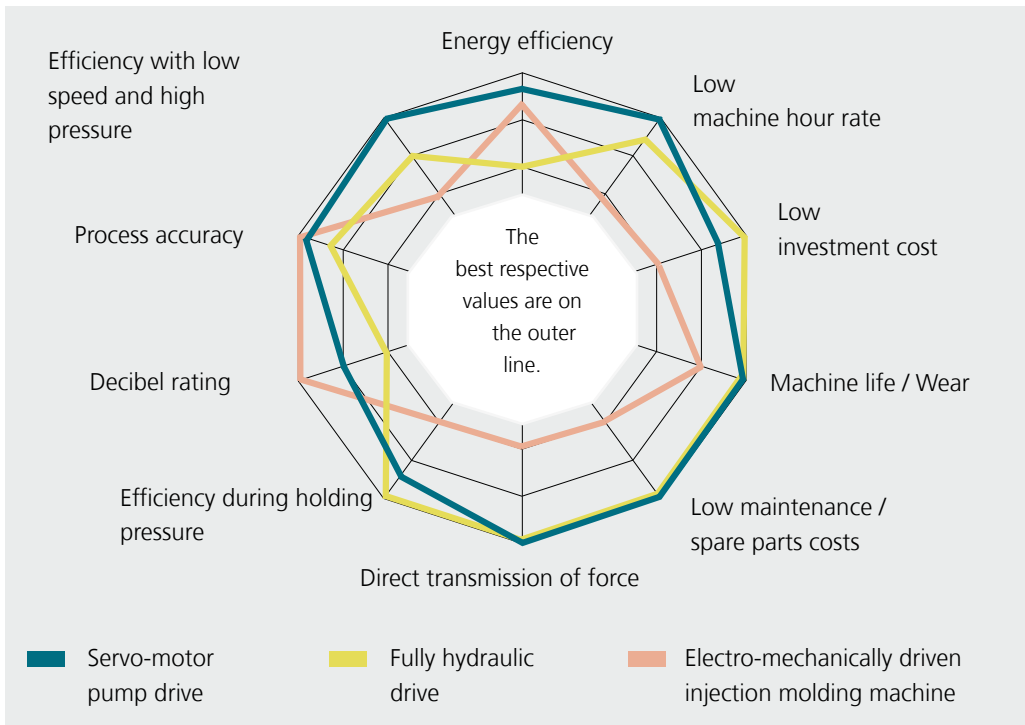 Energy efficiency
Efficiency with low
speed and high
pressure
Low
machine hour rate
Process accuracy
Low
investment cost
The
best respective
values are on
the outer
line.
Decibel rating
Machine life / Wear
Efficiency during holding
pressure
Low maintenance /
spare parts costs
Direct transmission of force
Servo-motor
pump drive
Fully hydraulic
drive
Electro-mechanically driven
injection molding machine